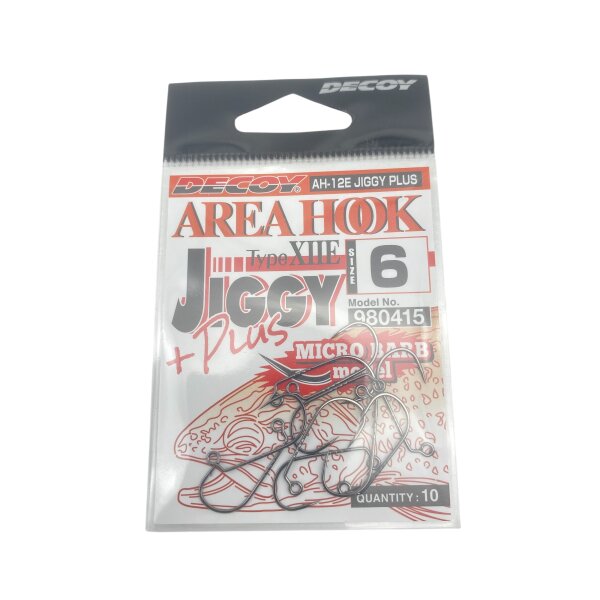 DECOY
DECOY® AH-12E JIGGY PLUS
AREA HOOK
Type XIIE
SIZE 6
JIGGY
+Plus
Model No.
980415
MICRO BARB
model
QUANTITY : 10